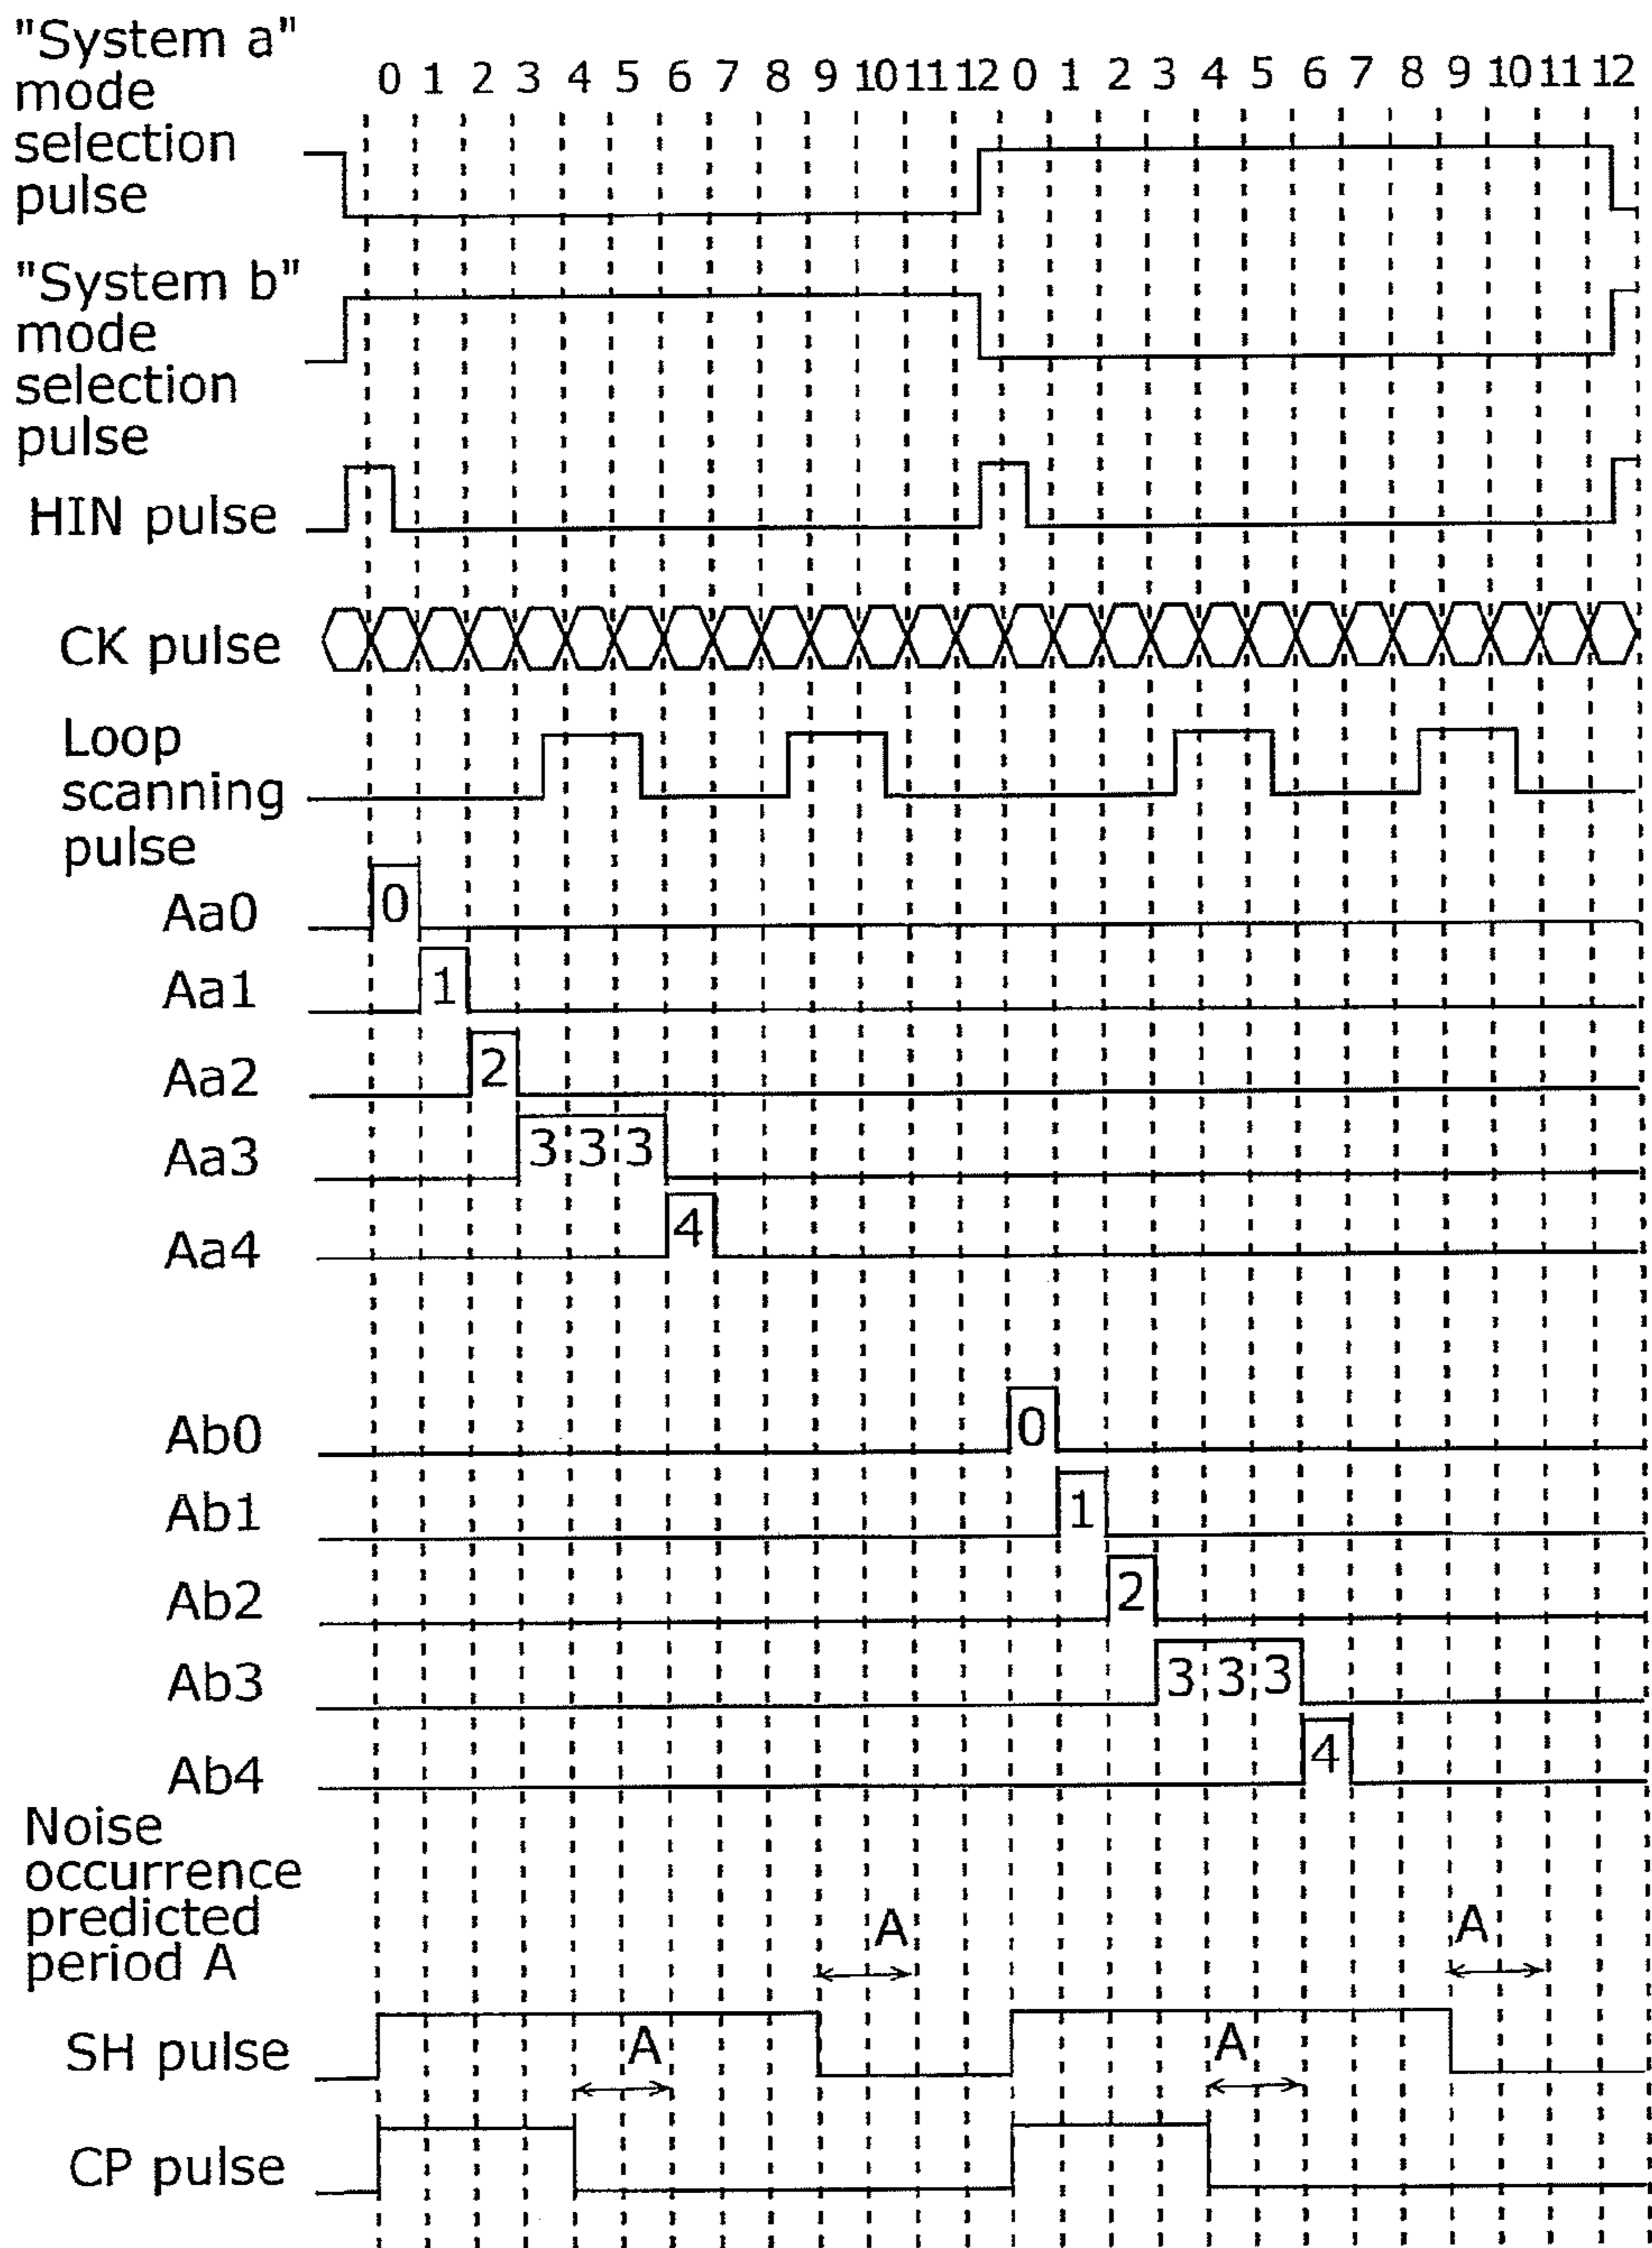 "System a"
mode
selection
pulse
0 1 2 3 4 5 6 7 8 9 10 11 12 0 1 2 3 4 5 6 7 8 9 10 11 12
"System b"
mode
selection
pulse
HIN pulse
CK pulse
Loop
scanning
pulse
Aa0
0
Aa1
1
Aa2
2
Aa3
3 3 3
Aa4
4
Ab0
0
Ab1
1
Ab2
2
Ab3
3 3 3
Ab4
4
Noise
occurrence
predicted
period A
A A
SH pulse
A A
CP pulse